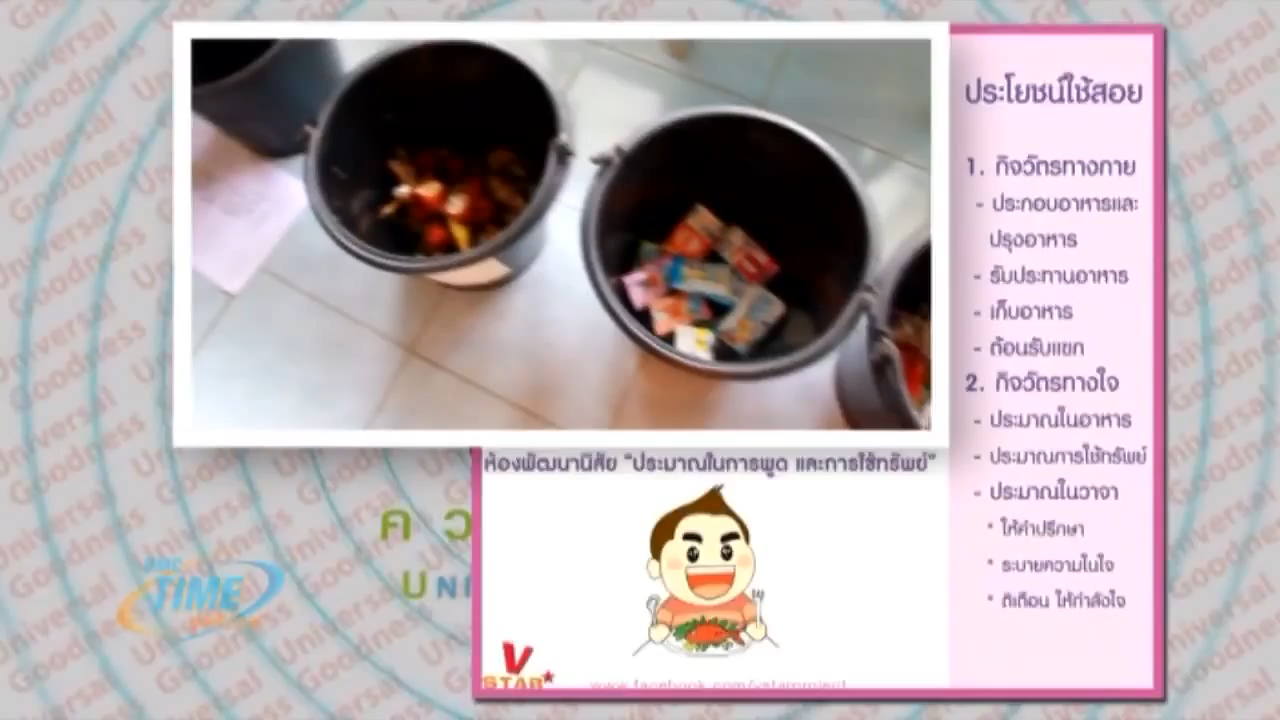 ประโยชน์ใช้สอย
1. กิจวัตรทางกาย
- ประกอบอาหารและ
ปรุงอาหาร
- รับประทานอาหาร
- เก็บอาหาร
- ต้อนรับแขก
2. กิจวัตรทางใจ
- ประมาณในอาหาร
- ประมาณการใช้ทรัพย์
- ประมาณในวาจา
* ให้คำปรึกษา
* ระบายความในใจ
* ติเตือน ให้กำลังใจ
ห้องพัฒนานิสัย "ประมาณในการพูด และการใช้ทรัพย์"
ค ว
UNI
TIME
V
STAR
Universal
Goodness